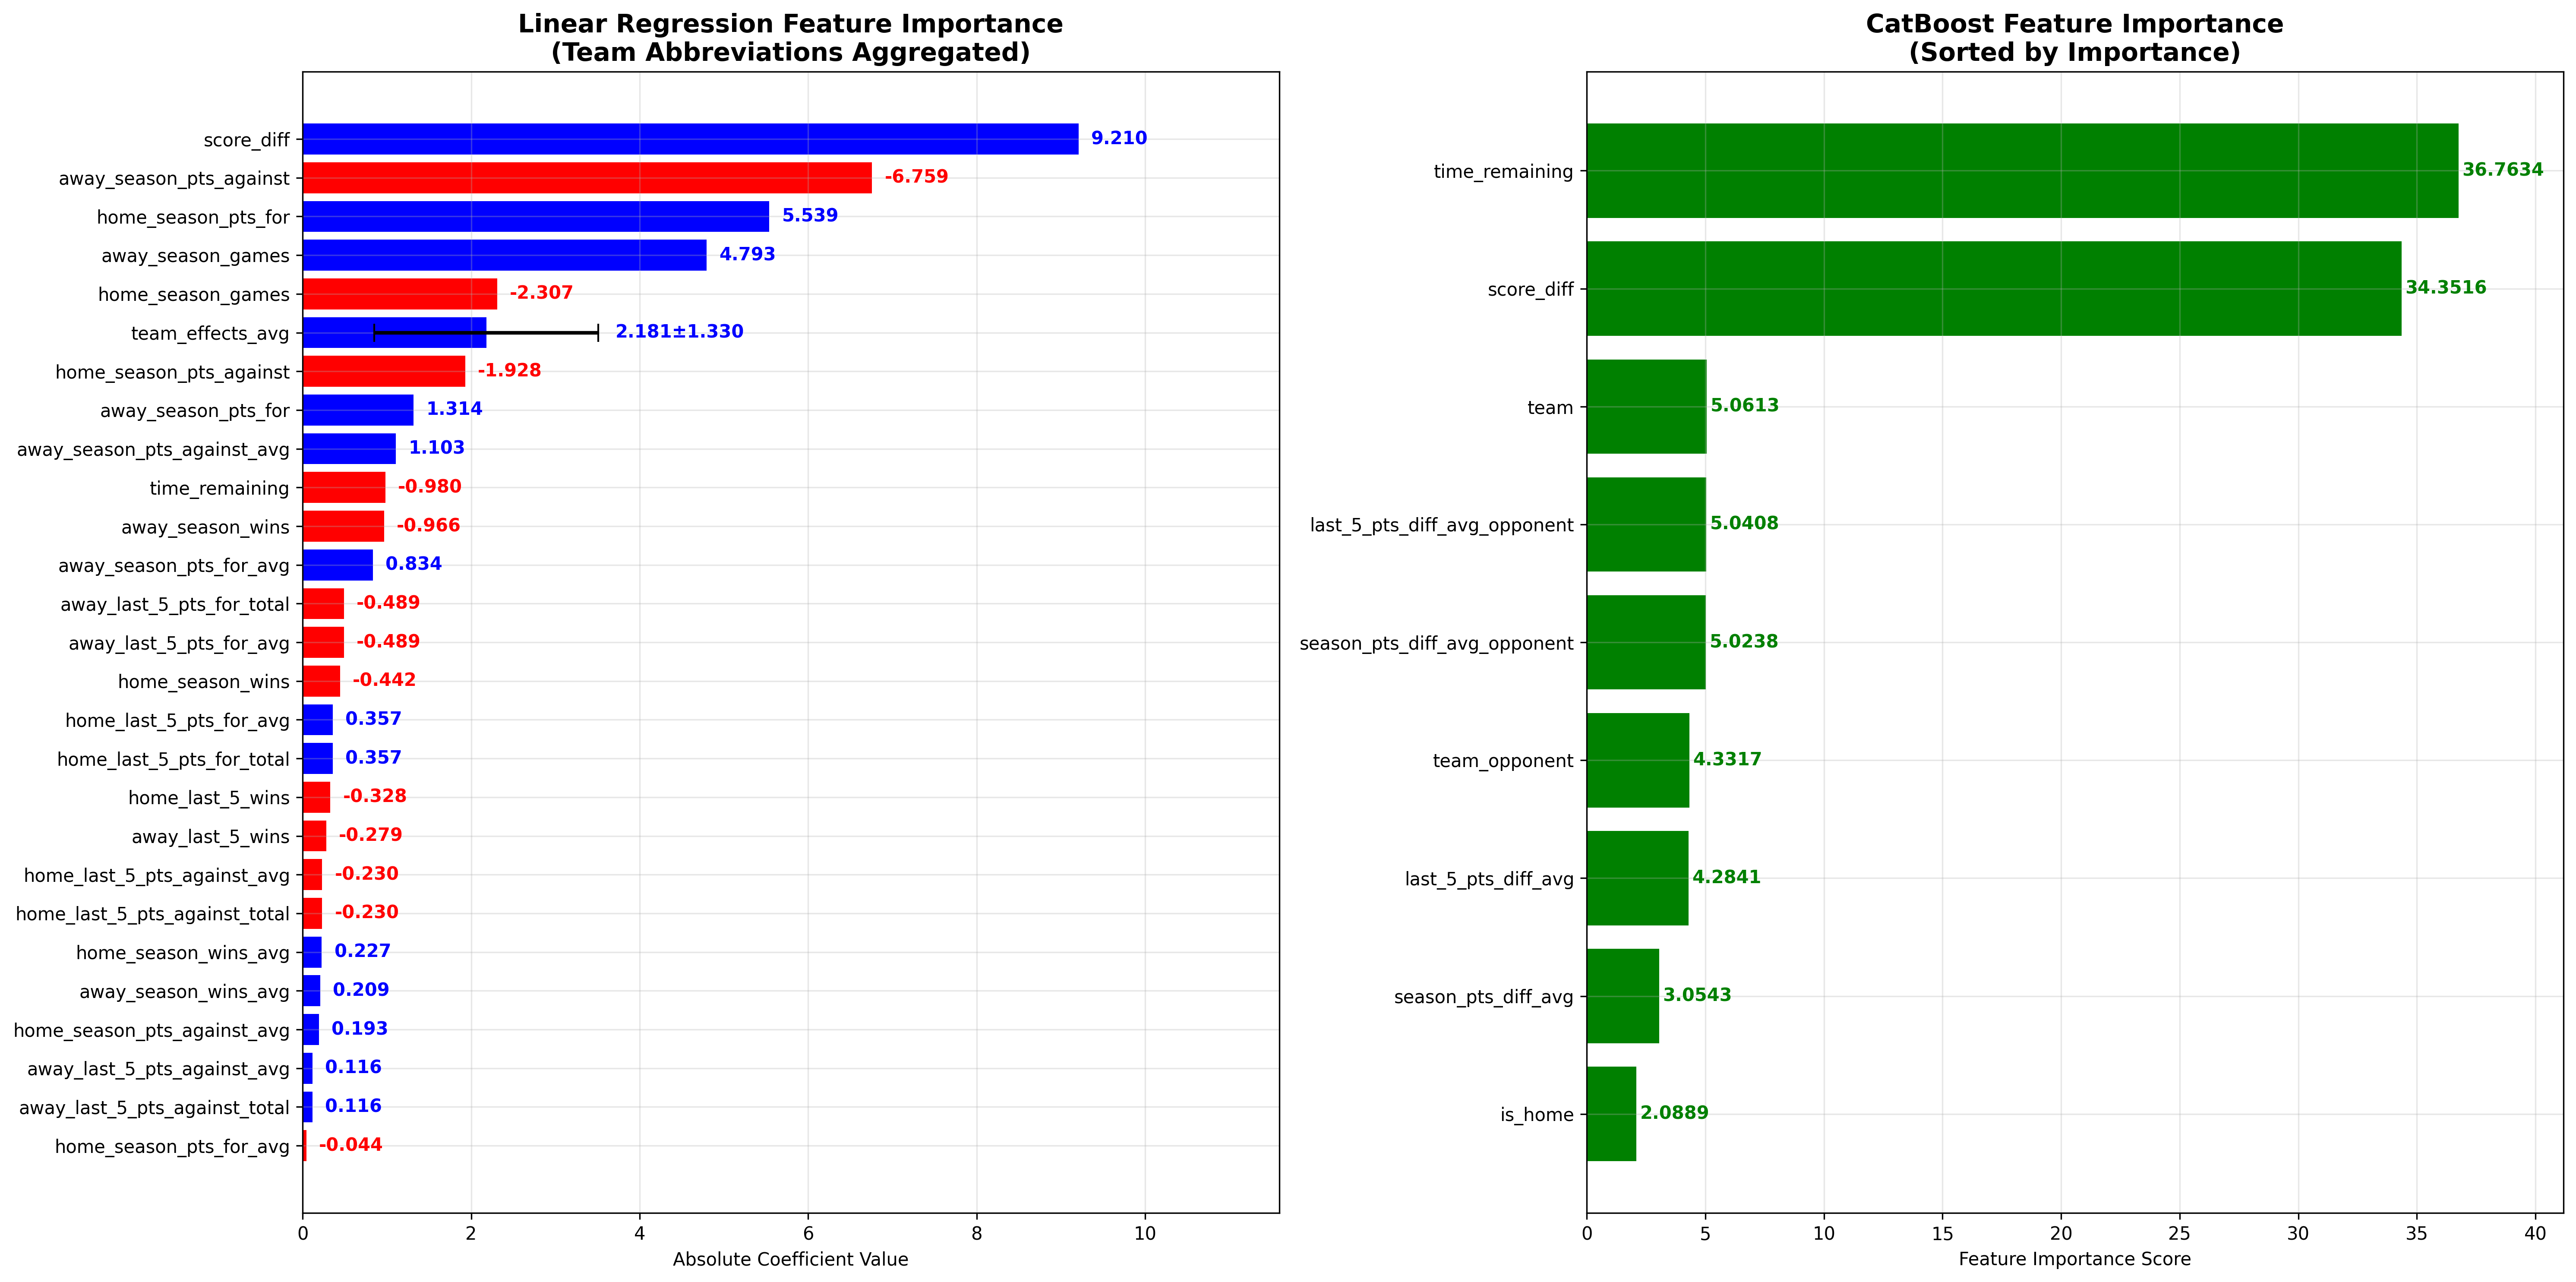 Linear Regression Feature Importance
(Team Abbreviations Aggregated)
score_diff 9.210
away_season_pts_against -6.759
home_season_pts_for 5.539
away_season_games 4.793
home_season_games -2.307
team_effects_avg 2.181±1.330
home_season_pts_against -1.928
away_season_pts_for 1.314
away_season_pts_against_avg 1.103
time_remaining -0.980
away_season_wins -0.966
away_season_pts_for_avg 0.834
away_last_5_pts_for_total -0.489
away_last_5_pts_for_avg -0.489
home_season_wins -0.442
home_last_5_pts_for_avg 0.357
home_last_5_pts_for_total 0.357
home_last_5_wins -0.328
away_last_5_wins -0.279
home_last_5_pts_against_avg -0.230
home_last_5_pts_against_total -0.230
home_season_wins_avg 0.227
away_season_wins_avg 0.209
home_season_pts_against_avg 0.193
away_last_5_pts_against_avg 0.116
away_last_5_pts_against_total 0.116
home_season_pts_for_avg -0.044
0 2 4 6 8 10
Absolute Coefficient Value
CatBoost Feature Importance
(Sorted by Importance)
time_remaining 36.7634
score_diff 34.3516
team 5.0613
last_5_pts_diff_avg_opponent 5.0408
season_pts_diff_avg_opponent 5.0238
team_opponent 4.3317
last_5_pts_diff_avg 4.2841
season_pts_diff_avg 3.0543
is_home 2.0889
0 5 10 15 20 25 30 35 40
Feature Importance Score